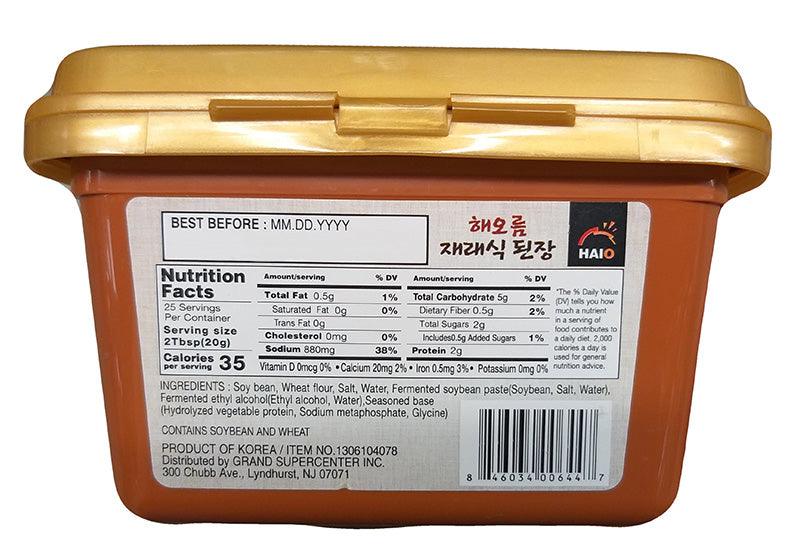 BEST BEFORE : MM.DD.YYYY
해오름
재래식 된장
HAIO
Nutrition
Facts
25 Servings
Per Container
Serving size
2Tbsp(20g)
Calories
per serving 35
Amount/serving % DV
Total Fat 0.5g 1%
Saturated Fat 0g 0%
Trans Fat 0g
Cholesterol 0mg 0%
Sodium 880mg 38%
Amount/serving % DV
Total Carbohydrate 5g 2%
Dietary Fiber 0.5g 2%
Total Sugars 2g
Includes0.5g Added Sugars 1%
Protein 2g
Vitamin D 0mcg 0% • Calcium 20mg 2% • Iron 0.5mg 3% • Potassium 0mg 0%
*The % Daily Value
(DV) tells you how
much a nutrient
in a serving of
food contributes to
a daily diet. 2,000
calories a day is
used for general
nutrition advice.
INGREDIENTS : Soy bean, Wheat flour, Salt, Water, Fermented soybean paste(Soybean, Salt, Water),
Fermented ethyl alcohol(Ethyl alcohol, Water),Seasoned base
(Hydrolyzed vegetable protein, Sodium metaphosphate, Glycine)
CONTAINS SOYBEAN AND WHEAT
PRODUCT OF KOREA / ITEM NO.1306104078
Distributed by GRAND SUPERCENTER INC.
300 Chubb Ave., Lyndhurst, NJ 07071
8 46034 00644 7